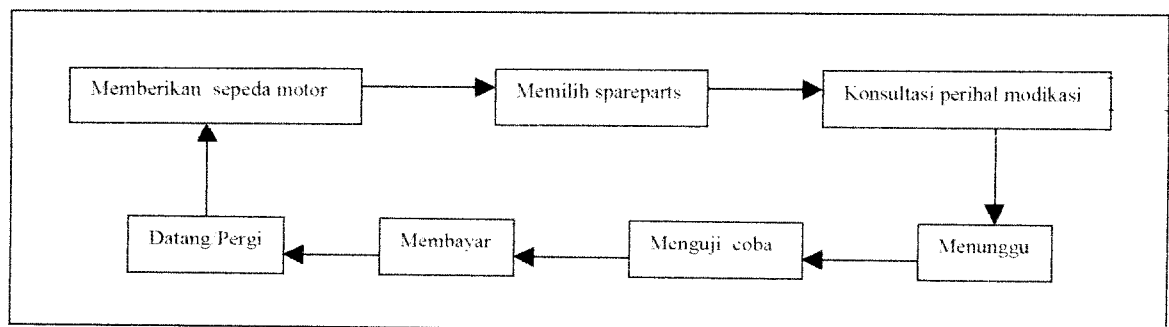 Memberikan sepeda motor
Memilih spareparts
Konsultasi perihal modikasi
Datang Pergi
Membayar
Menguji coba
Menunggu